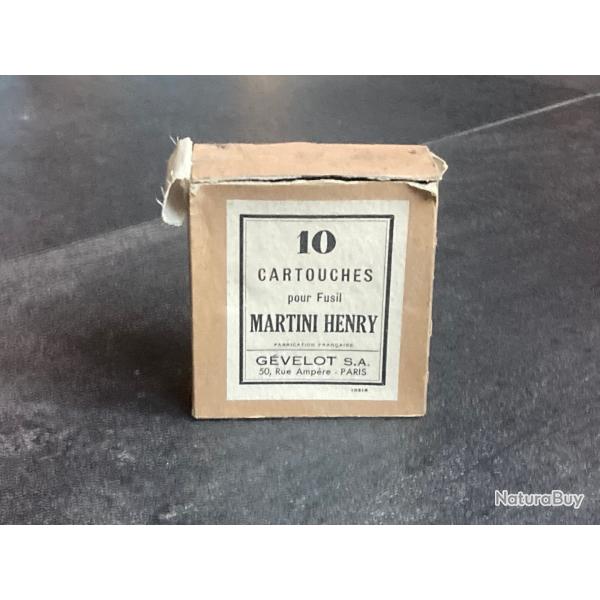 10
CARTOUCHES
pour Fusil
MARTINI HENRY
FABRICATION FRANÇAISE
GÉVELOT S.A.
50, Rue Ampère - PARIS
NaturaBuy